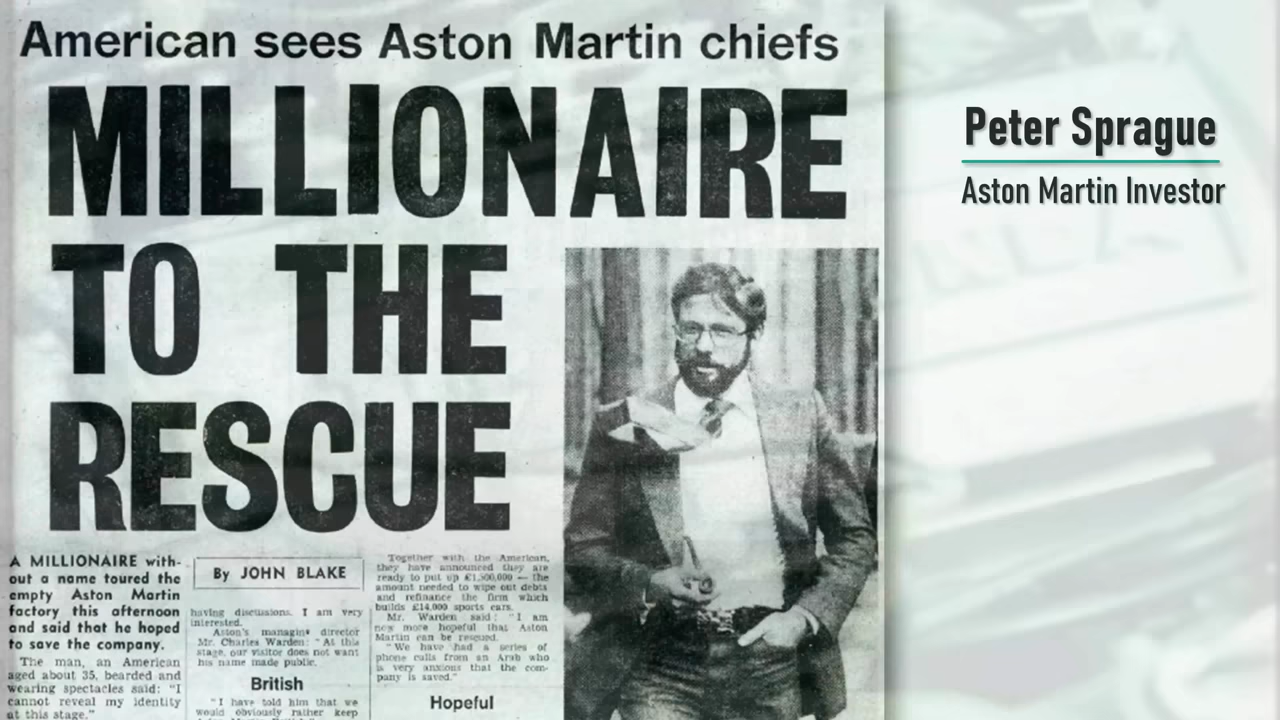 American sees Aston Martin chiefs
MILLIONAIRE
TO THE
RESCUE
A MILLIONAIRE with-
out a name toured the
empty Aston Martin
factory this afternoon
and said that he hoped
to save the company.
The man, an American
aged about 35, bearded and
wearing spectacles said: "I
cannot reveal my identity
at this stage."
By JOHN BLAKE
having discussions. I am very
interested.
Aston's managing director
Mr. Charles Warden: "At this
stage, our visitor does not want
his name made public.
British
"I have told him that we
would obviously rather keep
Together with the American,
they have announced they are
ready to put up £1,500,000 — the
amount needed to wipe out debts
and refinance the firm which
builds £14,000 sports cars.
Mr. Warden said: "I am
now more hopeful that Aston
Martin can be rescued.
"We have had a series of
phone calls from an Arab who
is very anxious that the com-
pany is saved."
Hopeful
Peter Sprague
Aston Martin Investor